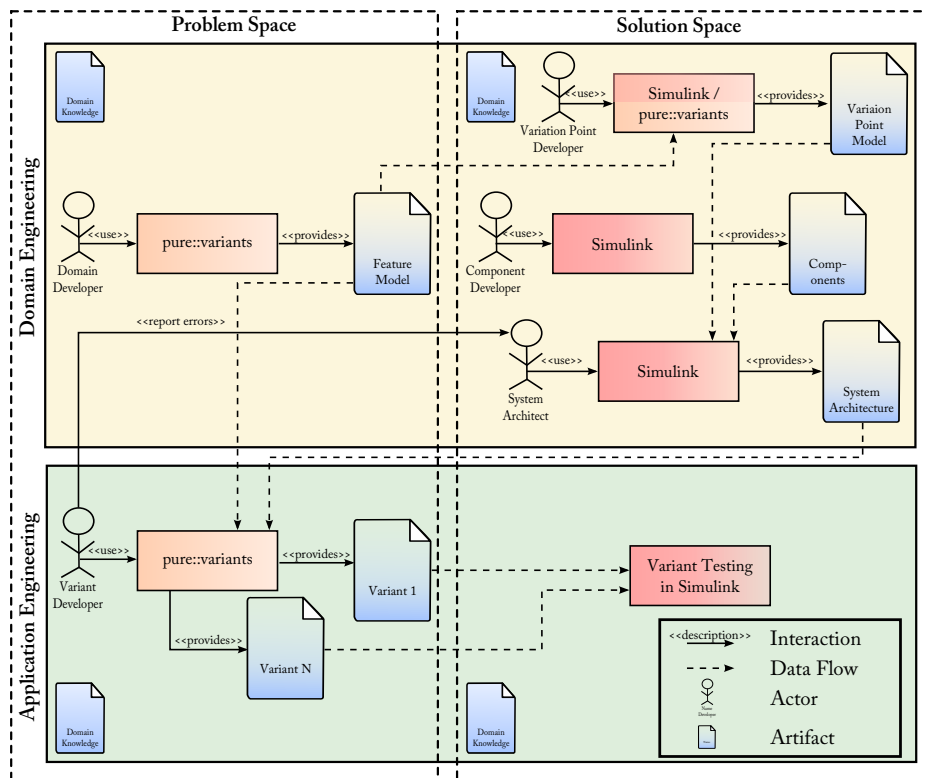 Problem Space
Solution Space
Domain Engineering
Domain
Knowledge
Domain
Knowledge
<<use>>
Variation Point
Developer
Simulink /
pure::variants
<<provides>>
Variaion
Point
Model
<<use>>
Domain
Developer
pure::variants
<<provides>>
Feature
Model
<<use>>
Component
Developer
Simulink
<<provides>>
Comp-
onents
<<report errors>>
<<use>>
System
Architect
Simulink
<<provides>>
System
Architecture
Application Engineering
<<use>>
Variant
Developer
pure::variants
<<provides>>
Variant 1
<<provides>>
Variant N
Variant Testing
in Simulink
Domain
Knowledge
Domain
Knowledge
<<description>>
Interaction
Data Flow
Name
Developer
Actor
Artifact